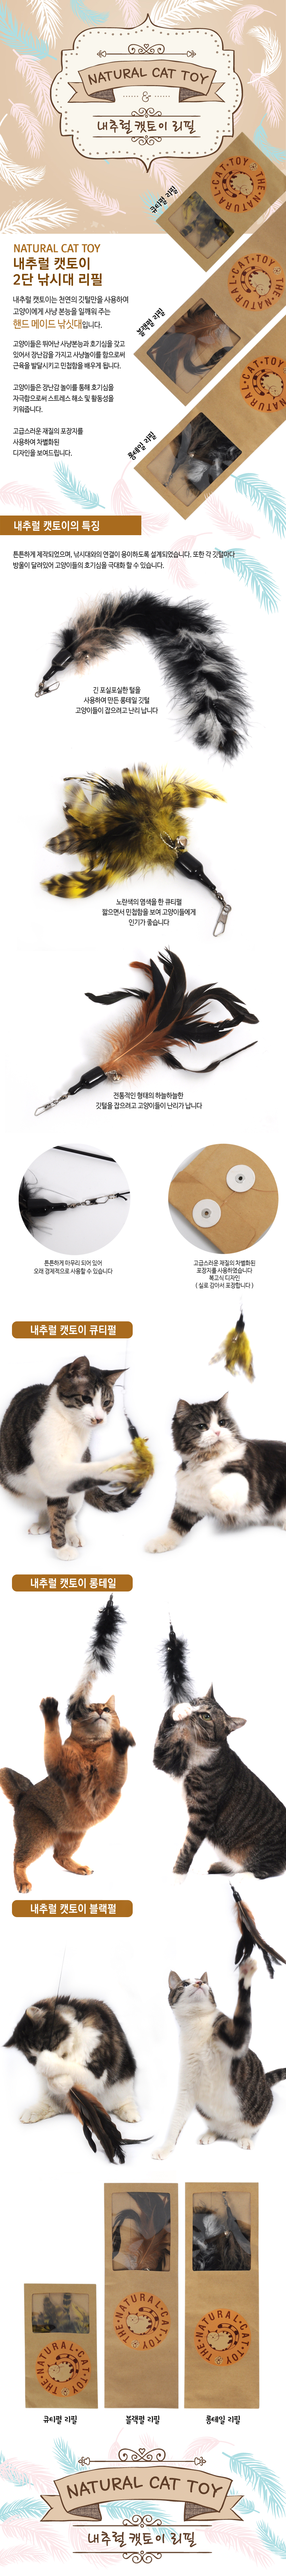 NATURAL CAT TOY
&
내추럴 캣토이 리필
큐티펄 리필
블랙펄 리필
롱테일 리필
CAT·TOY·THE·NATURAL
CAT·TOY·THE·NATURAL
CAT·TOY·THE·NATURAL
NATURAL CAT TOY
내추럴 캣토이
2단 낚시대 리필
내추럴 캣토이는 천연의 깃털만을 사용하여
고양이에게 사냥 본능을 일깨워 주는
핸드 메이드 낚싯대입니다.
고양이들은 뛰어난 사냥본능과 호기심을 갖고
있어서 장난감을 가지고 사냥놀이를 함으로써
근육을 발달시키고 민첩함을 배우게 됩니다.
고양이들은 장난감 놀이를 통해 호기심을
자극함으로써 스트레스 해소 및 활동성을
키워줍니다.
고급스러운 재질의 포장지를
사용하여 차별화된
디자인을 보여드립니다.
내추럴 캣토이의 특징
튼튼하게 제작되었으며, 낚시대와의 연결이 용이하도록 설계되었습니다. 또한 각 깃털마다
방울이 달려있어 고양이들의 호기심을 극대화 할 수 있습니다.
긴 포실포실한 털을
사용하여 만든 롱테일 깃털
고양이들이 잡으려고 난리 납니다
노란색의 염색을 한 큐티펄
짧으면서 민첩함을 보여 고양이들에게
인기가 좋습니다
전통적인 형태의 하늘하늘한
깃털을 잡으려고 고양이들이 난리가 납니다
튼튼하게 마무리 되어 있어
오래 경제적으로 사용할 수 있습니다
고급스러운 재질의 차별화된
포장지를 사용하였습니다
복고식 디자인
( 실로 감아서 포장합니다 )
내추럴 캣토이 큐티펄
내추럴 캣토이 롱테일
내추럴 캣토이 블랙펄
THE·NATURAL·CAT·TOY
THE·NATURAL·CAT·TOY
THE·NATURAL·CAT·TOY
큐티펄 리필
블랙펄 리필
롱테일 리필
NATURAL CAT TOY
내추럴 캣토이 리필